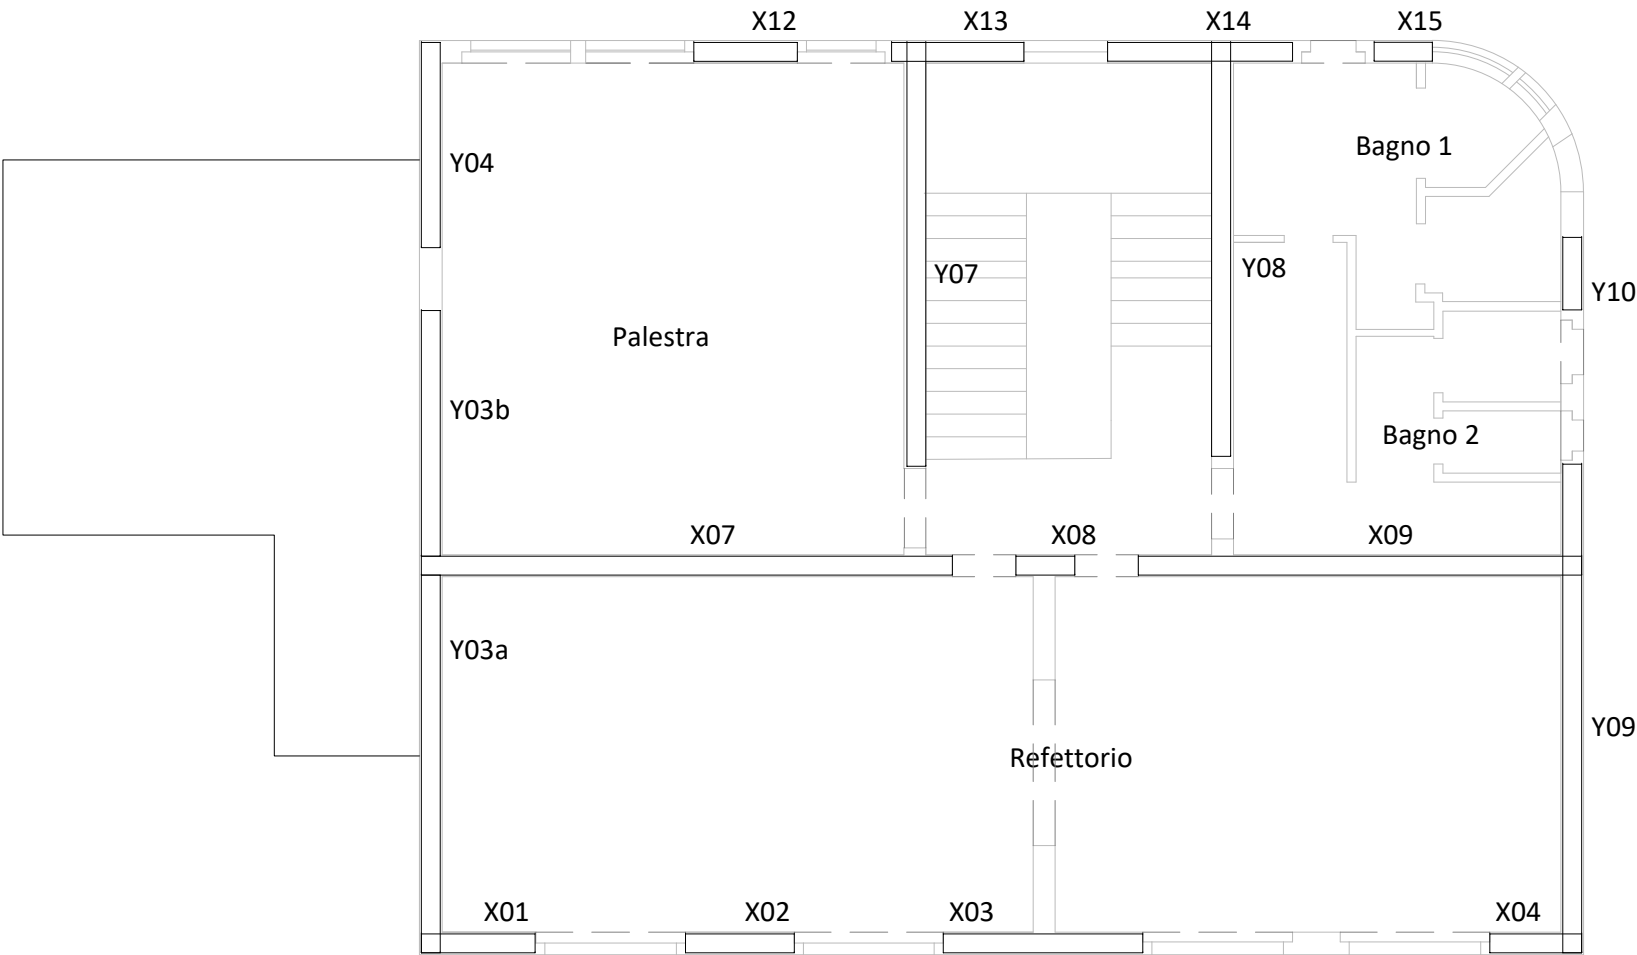 X12
X13
X14
X15
Bagno 1
Y04
Y07
Y08
Y10
Palestra
Y03b
Bagno 2
X07
X08
X09
Y03a
Y09
Refettorio
X01
X02
X03
X04